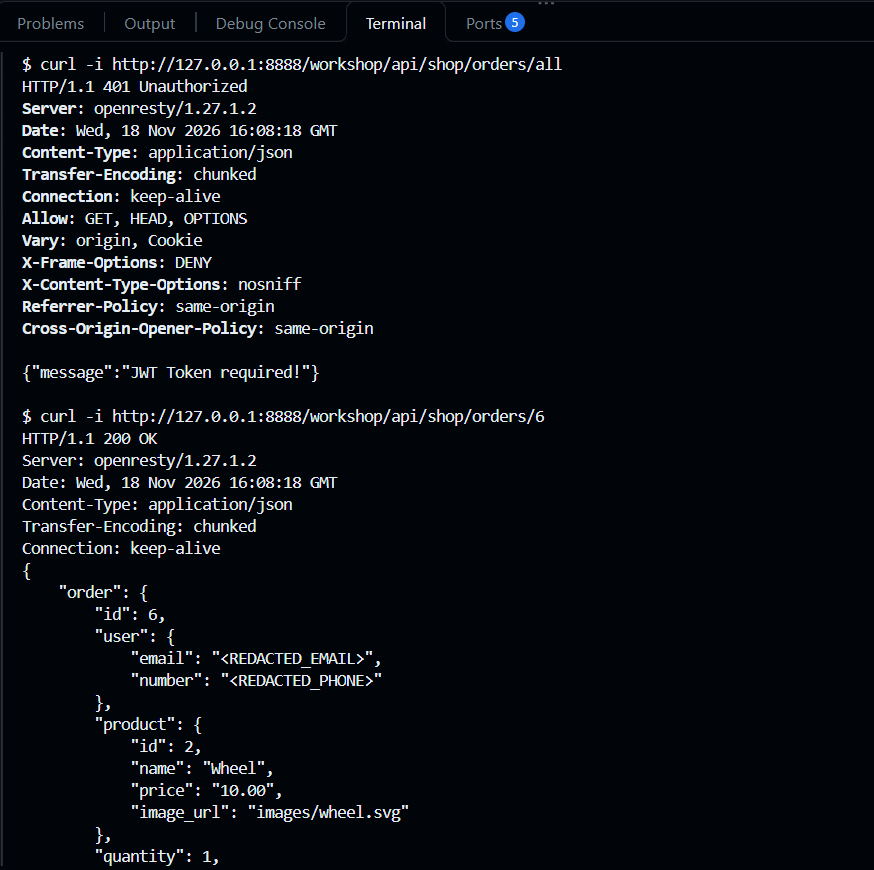 Problems Output Debug Console Terminal Ports 5
$ curl -i http://127.0.0.1:8888/workshop/api/shop/orders/all
HTTP/1.1 401 Unauthorized
Server: openresty/1.27.1.2
Date: Wed, 18 Nov 2026 16:08:18 GMT
Content-Type: application/json
Transfer-Encoding: chunked
Connection: keep-alive
Allow: GET, HEAD, OPTIONS
Vary: origin, Cookie
X-Frame-Options: DENY
X-Content-Type-Options: nosniff
Referrer-Policy: same-origin
Cross-Origin-Opener-Policy: same-origin

{"message":"JWT Token required!"}

$ curl -i http://127.0.0.1:8888/workshop/api/shop/orders/6
HTTP/1.1 200 OK
Server: openresty/1.27.1.2
Date: Wed, 18 Nov 2026 16:08:18 GMT
Content-Type: application/json
Transfer-Encoding: chunked
Connection: keep-alive
{
    "order": {
        "id": 6,
        "user": {
            "email": "<REDACTED_EMAIL>",
            "number": "<REDACTED_PHONE>"
        },
        "product": {
            "id": 2,
            "name": "Wheel",
            "price": "10.00",
            "image_url": "images/wheel.svg"
        },
        "quantity": 1,